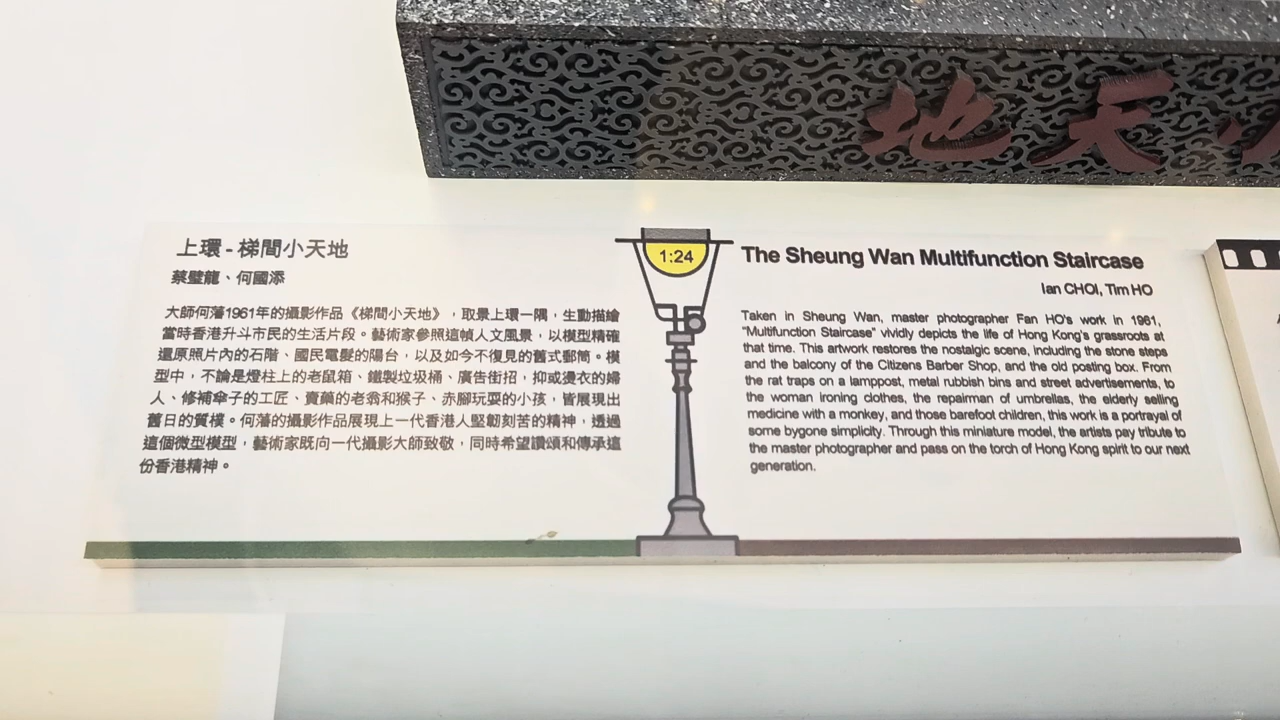 地天小
上環 - 梯間小天地
蔡璧龍、何國添
大師何藩1961年的攝影作品《梯間小天地》，取景上環一隅，生動描繪
當時香港升斗市民的生活片段。藝術家參照這幀人文風景，以模型精確
還原照片內的石階、國民電髮的陽台，以及如今不復見的舊式郵筒。模
型中，不論是燈柱上的老鼠箱、鐵製垃圾桶、廣告街招，抑或燙衣的婦
人、修補傘子的工匠、賣藥的老翁和猴子、赤腳玩耍的小孩，皆展現出
舊日的質樸。何藩的攝影作品展現上一代香港人堅韌刻苦的精神，透過
這個微型模型，藝術家既向一代攝影大師致敬，同時希望讚頌和傳承這
份香港精神。
1:24
The Sheung Wan Multifunction Staircase
Ian CHOI, Tim HO
Taken in Sheung Wan, master photographer Fan HO's work in 1961,
"Multifunction Staircase" vividly depicts the life of Hong Kong's grassroots at
that time. This artwork restores the nostalgic scene, including the stone steps
and the balcony of the Citizens Barber Shop, and the old posting box. From
the rat traps on a lamppost, metal rubbish bins and street advertisements, to
the woman ironing clothes, the repairman of umbrellas, the elderly selling
medicine with a monkey, and those barefoot children, this work is a portrayal of
some bygone simplicity. Through this miniature model, the artists pay tribute to
the master photographer and pass on the torch of Hong Kong spirit to our next
generation.